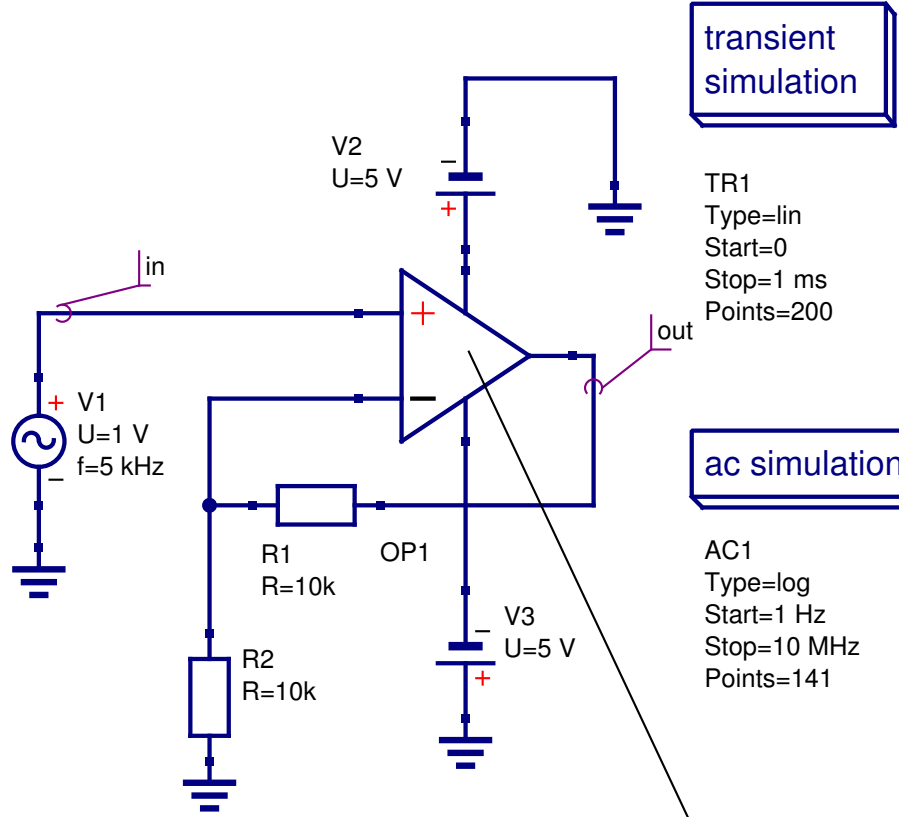 transient
simulation
V2
U=5 V
−
+
TR1
Type=lin
Start=0
Stop=1 ms
Points=200
in
+
−
out
+
V1
U=1 V
f=5 kHz
−
ac simulation
R1
R=10k
OP1
AC1
Type=log
Start=1 Hz
Stop=10 MHz
Points=141
V3
U=5 V
−
+
R2
R=10k